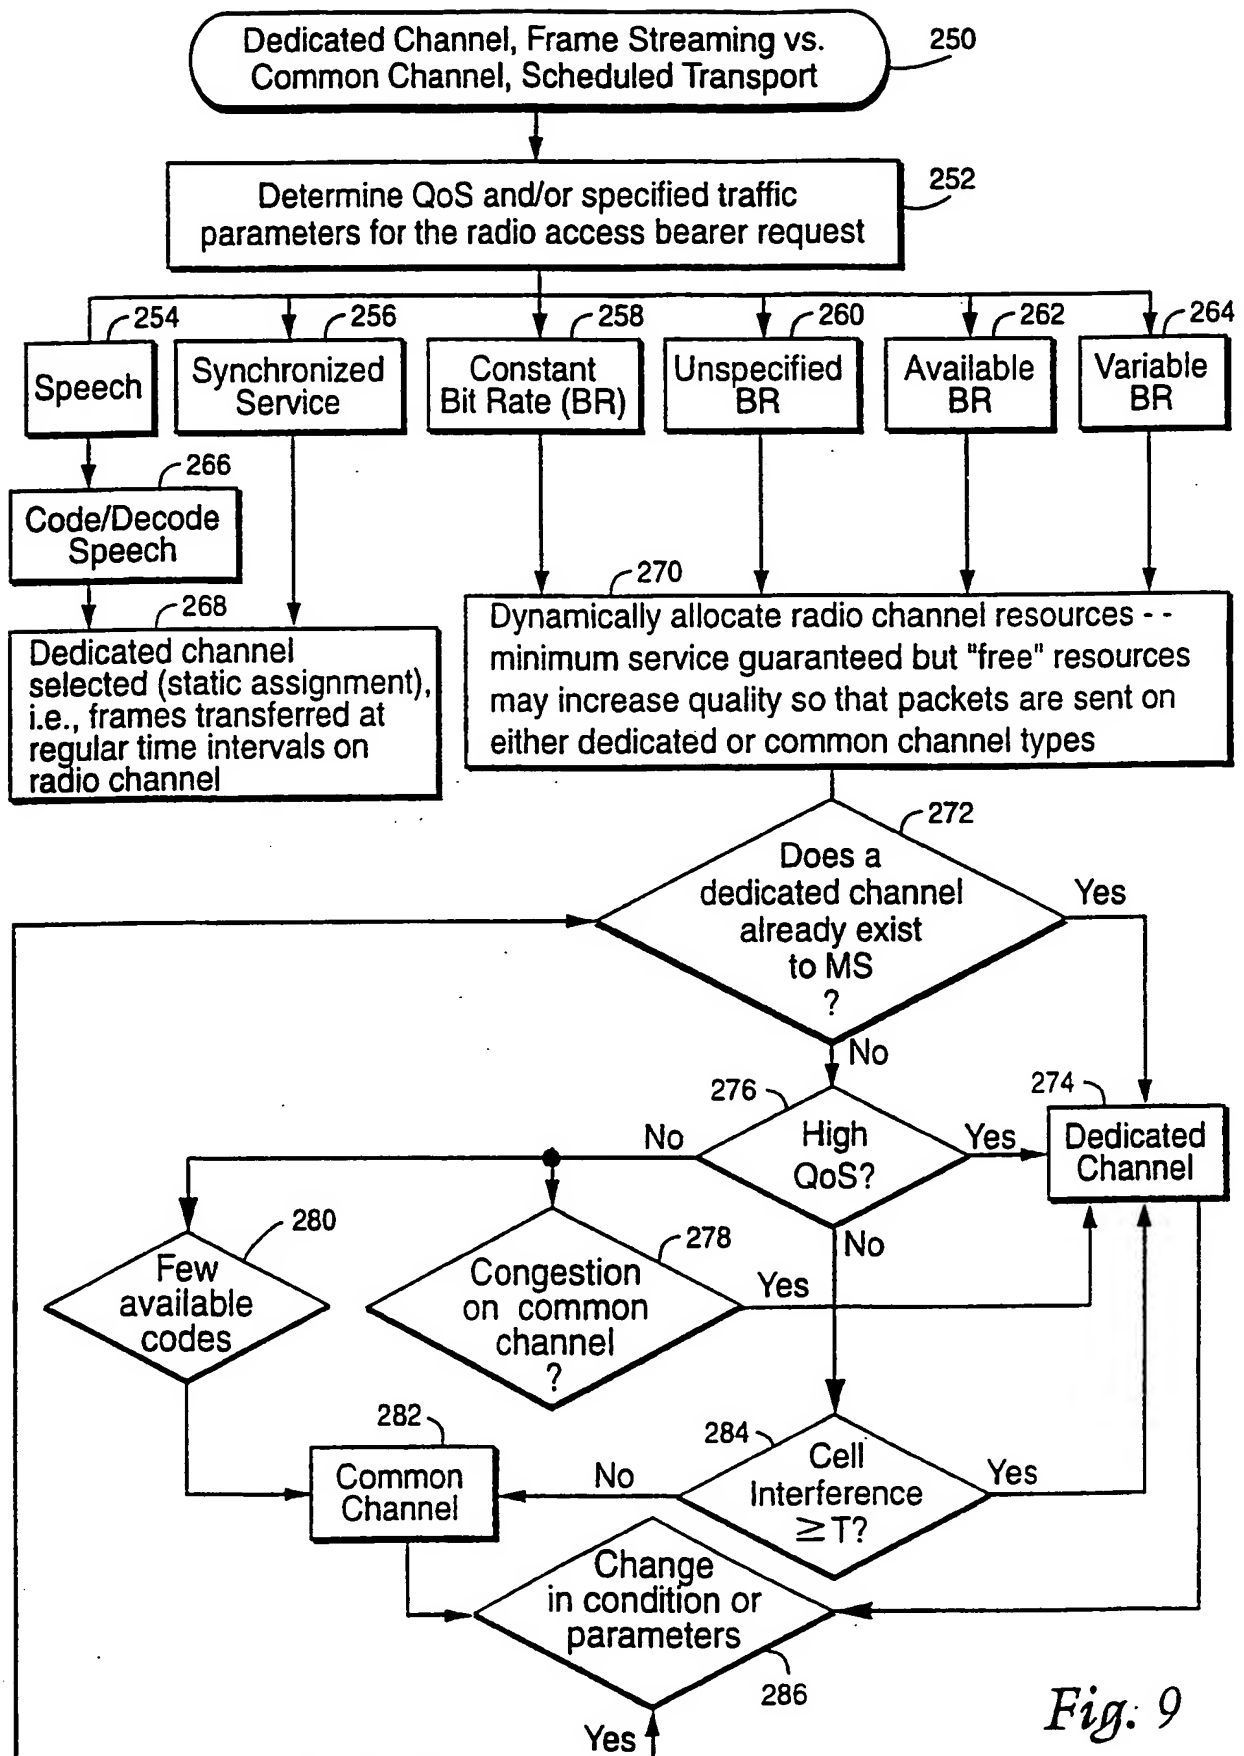 Dedicated Channel, Frame Streaming vs.
Common Channel, Scheduled Transport
250
Determine QoS and/or specified traffic
parameters for the radio access bearer request
252
254
256
258
260
262
264
Speech
Synchronized
Service
Constant
Bit Rate (BR)
Unspecified
BR
Available
BR
Variable
BR
266
Code/Decode
Speech
268
Dedicated channel
selected (static assignment),
i.e., frames transferred at
regular time intervals on
radio channel
270
Dynamically allocate radio channel resources - -
minimum service guaranteed but "free" resources
may increase quality so that packets are sent on
either dedicated or common channel types
272
Does a
dedicated channel
already exist
to MS
?
Yes
No
276
High
QoS?
No
Yes
No
274
Dedicated
Channel
280
Few
available
codes
278
Congestion
on common
channel
?
Yes
282
Common
Channel
284
Cell
Interference
≥T?
No
Yes
Change
in condition or
parameters
286
Yes
Fig. 9